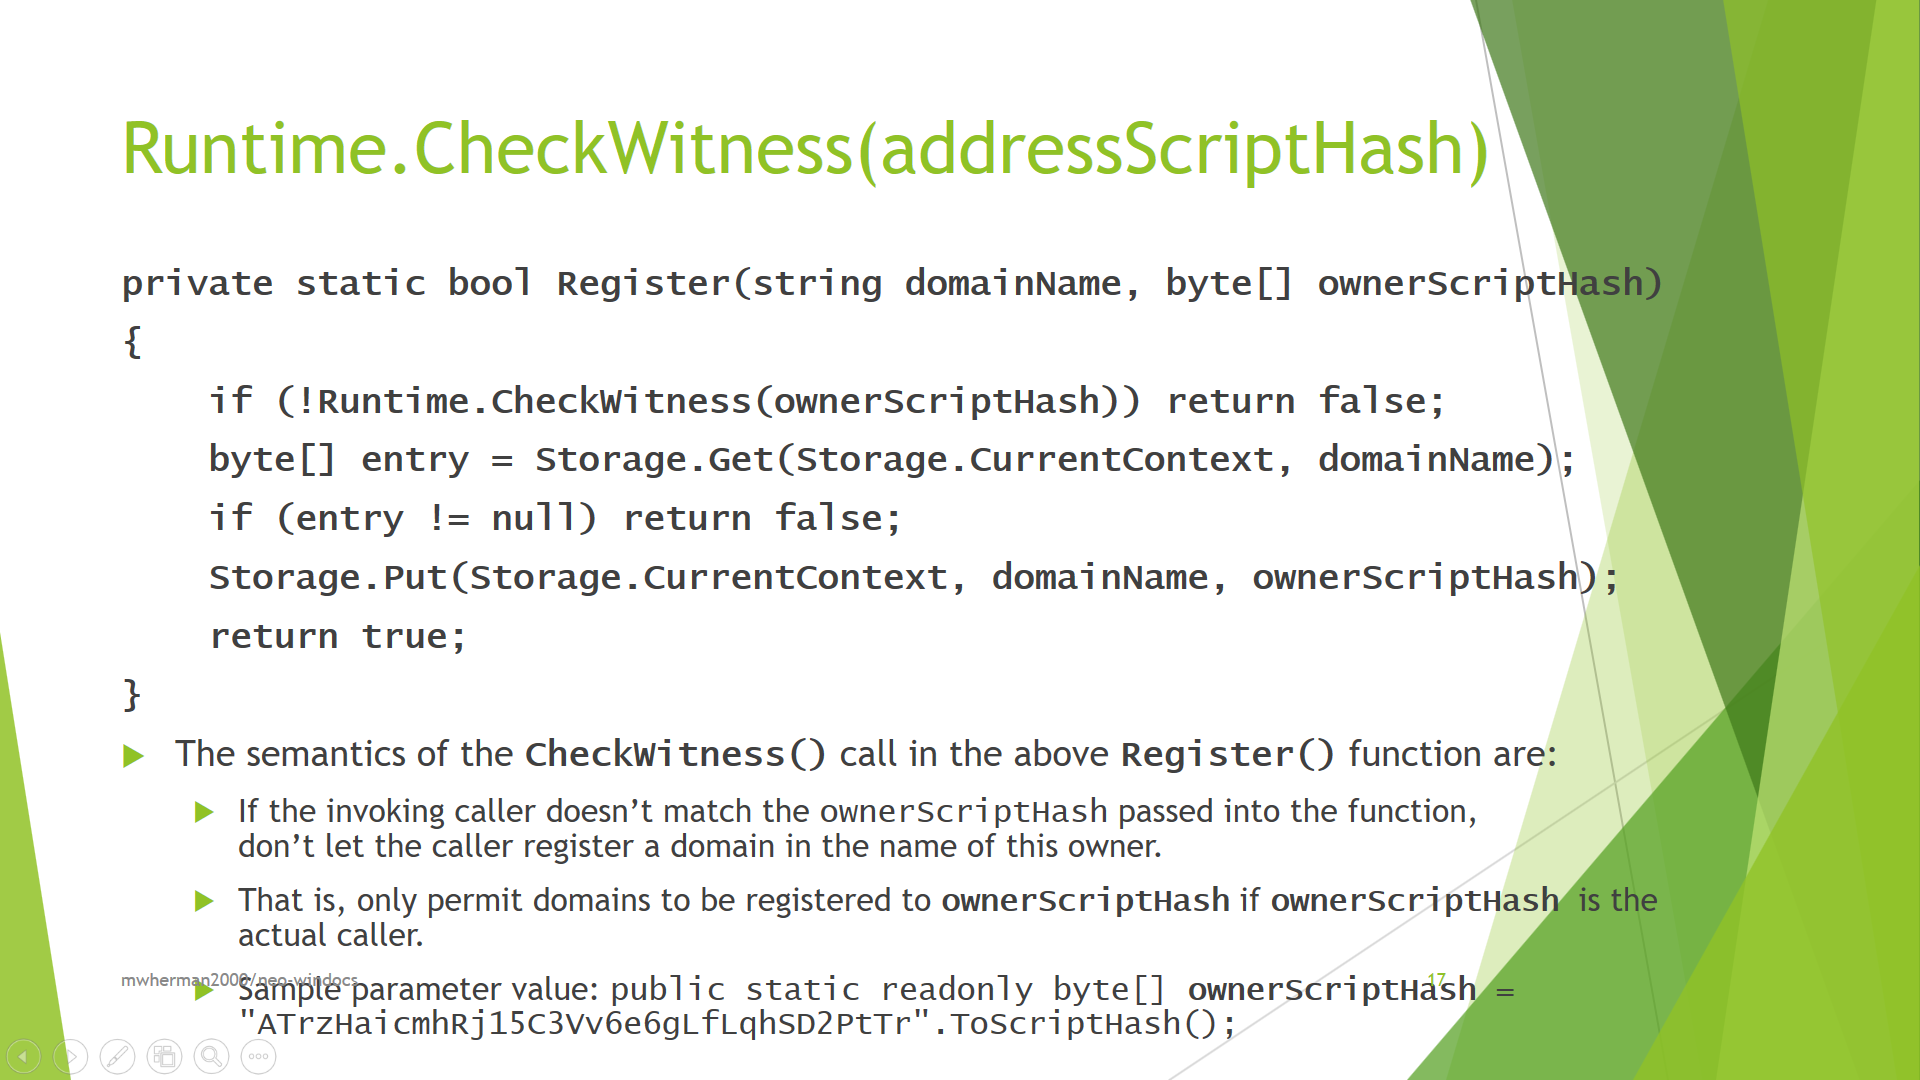 Runtime.CheckWitness(addressScriptHash)
private static bool Register(string domainName, byte[] ownerScriptHash)
{
if (!Runtime.CheckWitness(ownerScriptHash)) return false;
byte[] entry = Storage.Get(Storage.CurrentContext, domainName);
if (entry != null) return false;
Storage.Put(Storage.CurrentContext, domainName, ownerScriptHash);
return true;
}
The semantics of the CheckWitness() call in the above Register() function are:
If the invoking caller doesn’t match the ownerScriptHash passed into the function,
don’t let the caller register a domain in the name of this owner.
That is, only permit domains to be registered to ownerScriptHash if ownerScriptHash is the
actual caller.
mwherman2000/neo-windocs
17
Sample parameter value: public static readonly byte[] ownerScriptHash =
"ATrzHaicmhRj15C3Vv6e6gLfLqhSD2PtTr".ToScriptHash();